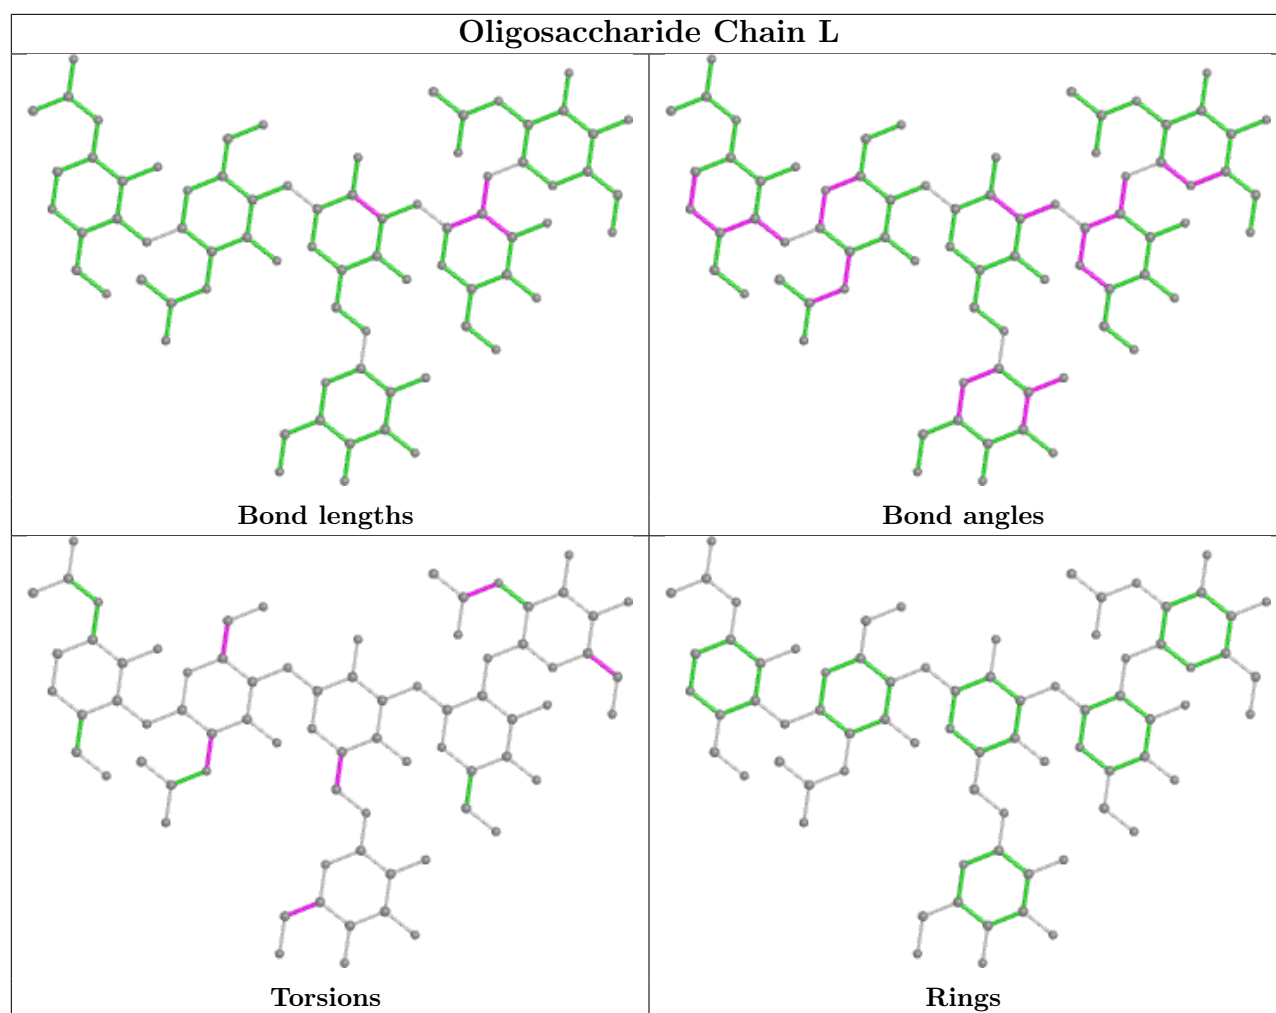 Oligosaccharide Chain L
Bond lengths
Bond angles
Torsions
Rings